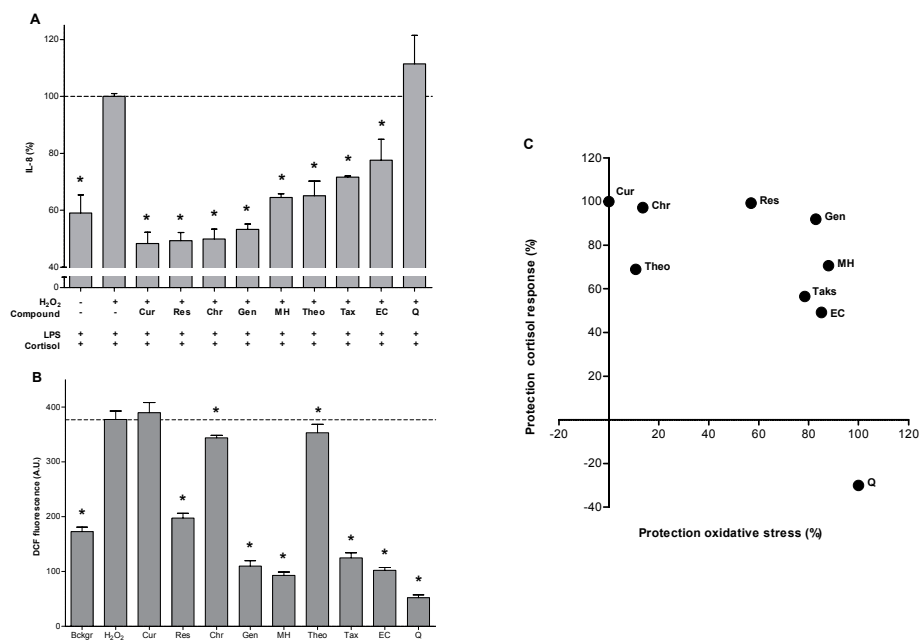 A
120
100
80
60
40
0
IL-8 (%)
* * * * * * * * *
H2O2 - + + + + + + + + + +
Compound - - Cur Res Chr Gen MH Theo Tax EC Q
LPS + + + + + + + + + + +
Cortisol + + + + + + + + + + +
B
400
300
200
100
0
DCF fluorescence (A.U.)
* * * * * * * * *
Bckgr H2O2 Cur Res Chr Gen MH Theo Tax EC Q
C
120
100
80
60
40
20
-20
-40
Protection cortisol response (%)
Cur
Chr
Res
Gen
Theo
MH
Taks
EC
Q
-20 0 20 40 60 80 100 120
Protection oxidative stress (%)